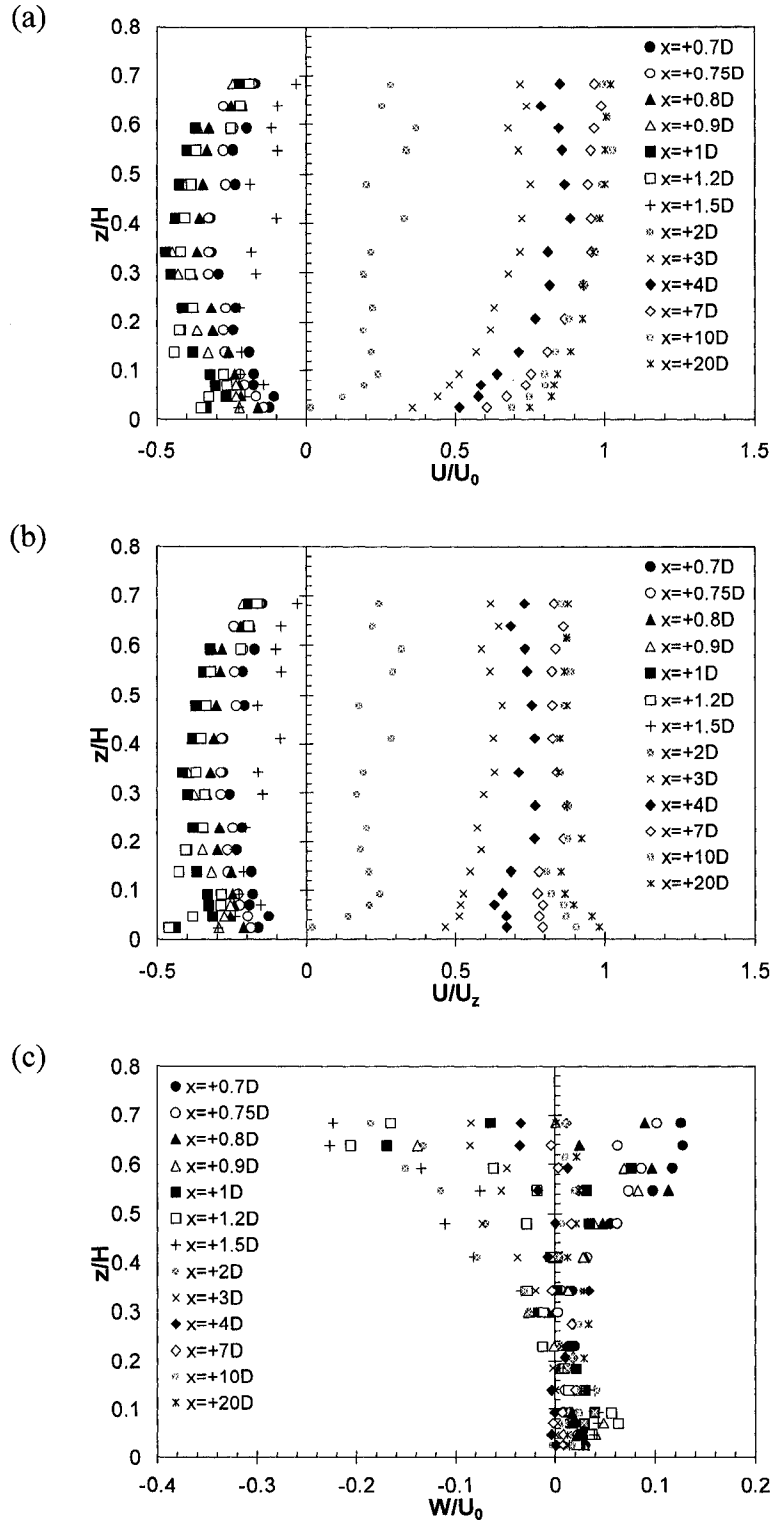 (a)
0.8
0.7
0.6
0.5
0.4
0.3
0.2
0.1
0
z/H
-0.5
0
0.5
1
1.5
U/U₀
x=+0.7D
x=+0.75D
x=+0.8D
x=+0.9D
x=+1D
x=+1.2D
x=+1.5D
x=+2D
x=+3D
x=+4D
x=+7D
x=+10D
x=+20D
(b)
0.8
0.7
0.6
0.5
0.4
0.3
0.2
0.1
0
z/H
-0.5
0
0.5
1
1.5
U/U_z
x=+0.7D
x=+0.75D
x=+0.8D
x=+0.9D
x=+1D
x=+1.2D
x=+1.5D
x=+2D
x=+3D
x=+4D
x=+7D
x=+10D
x=+20D
(c)
0.8
0.7
0.6
0.5
0.4
0.3
0.2
0.1
0
z/H
-0.4
-0.3
-0.2
-0.1
0
0.1
0.2
W/U₀
x=+0.7D
x=+0.75D
x=+0.8D
x=+0.9D
x=+1D
x=+1.2D
x=+1.5D
x=+2D
x=+3D
x=+4D
x=+7D
x=+10D
x=+20D